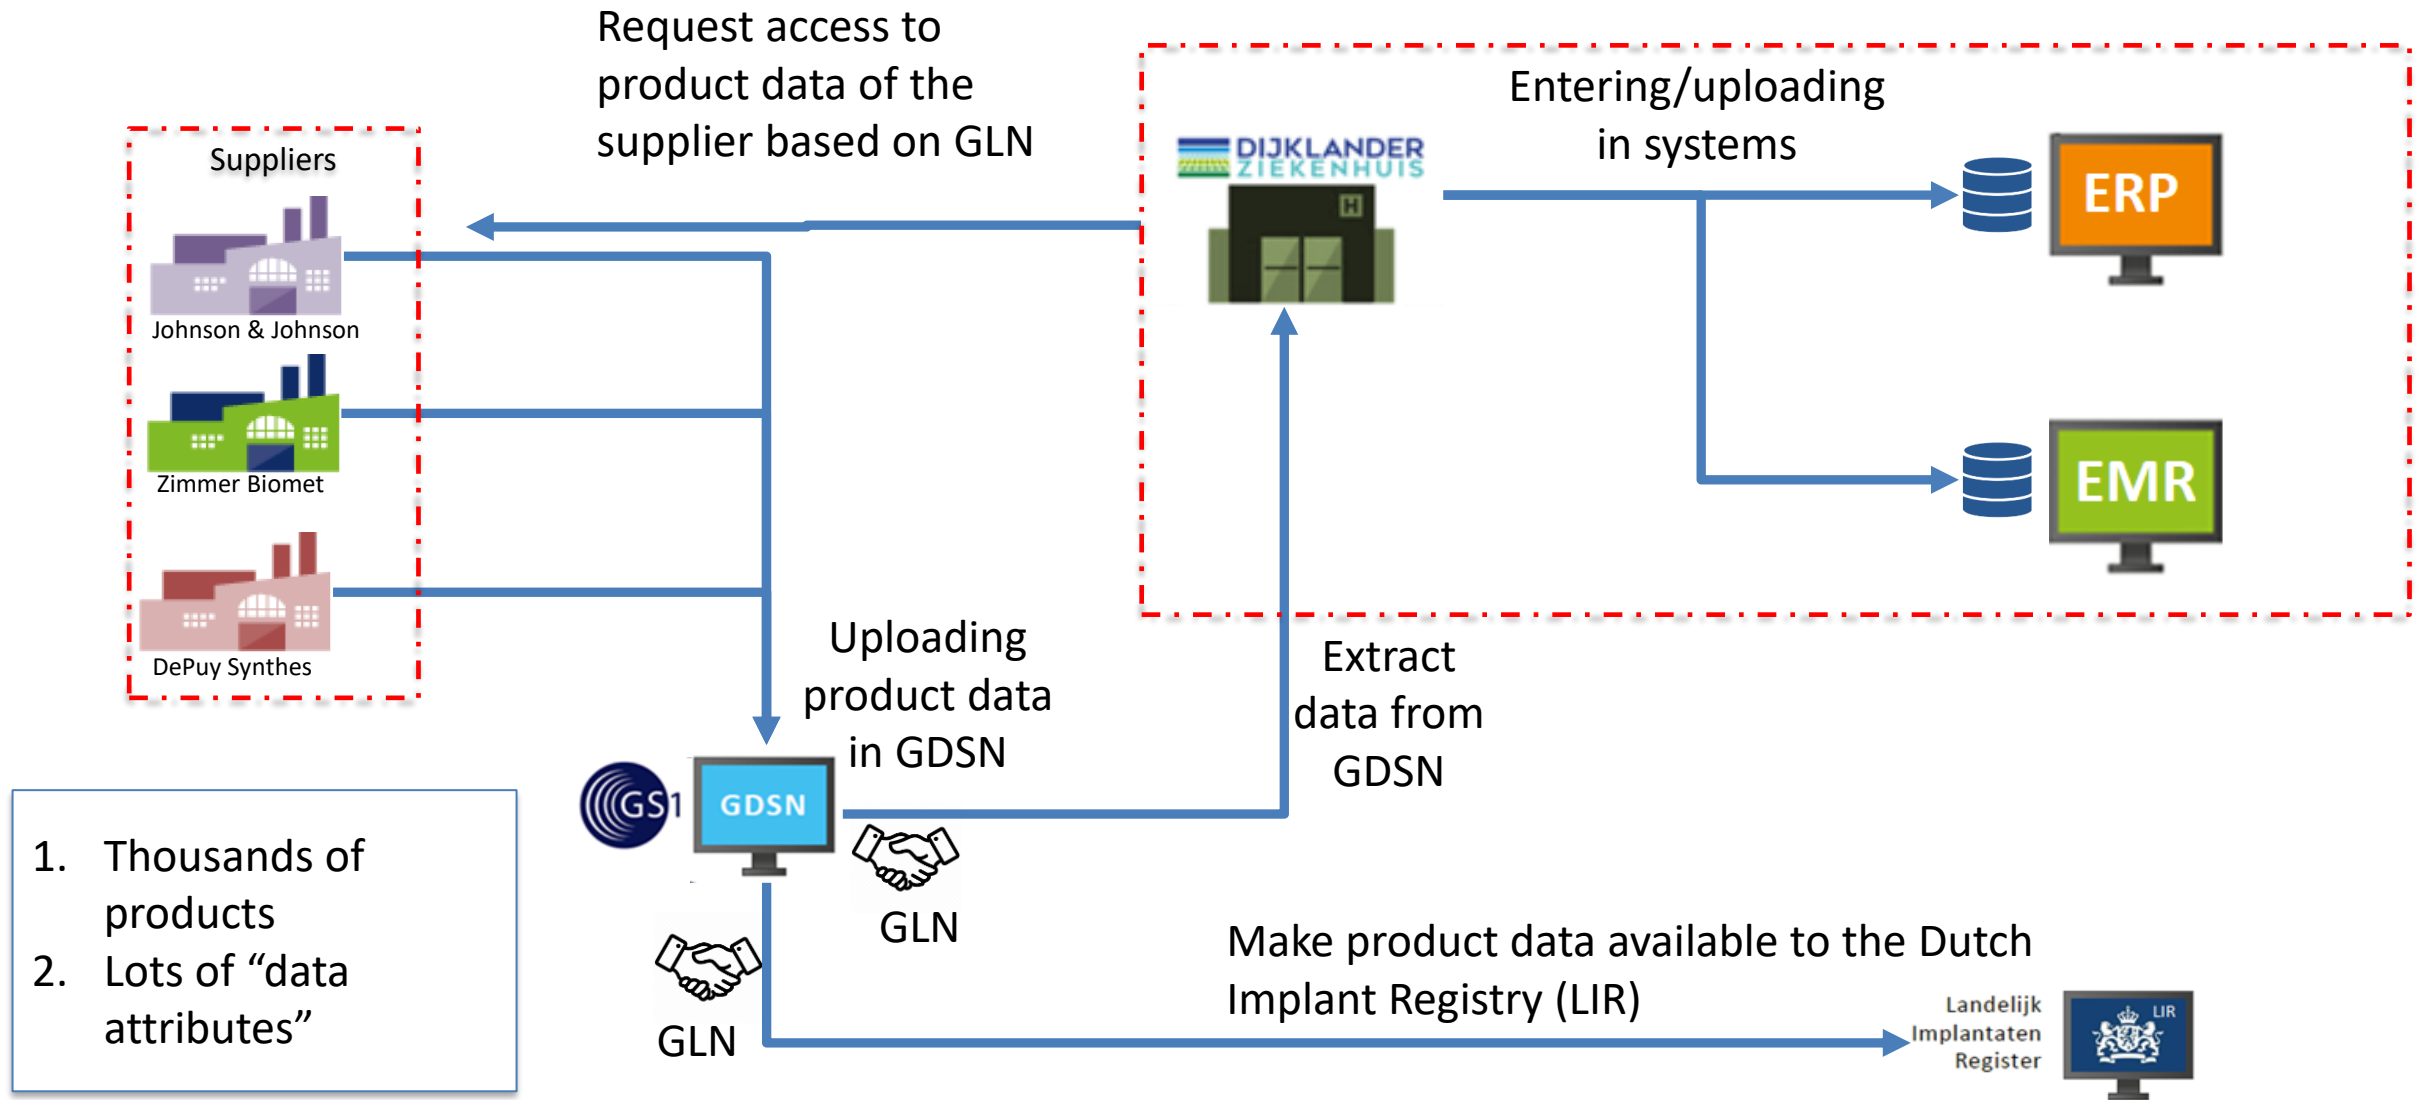 Request access to
product data of the
supplier based on GLN
Entering/uploading
in systems
Suppliers
Johnson & Johnson
Zimmer Biomet
DePuy Synthes
DIJKLANDER
ZIEKENHUIS
H
ERP
EMR
Uploading
product data
in GDSN
Extract
data from
GDSN
GS1
GDSN
GLN
GLN
1. Thousands of
products
2. Lots of “data
attributes”
Make product data available to the Dutch
Implant Registry (LIR)
Landelijk
Implantaten
Register
LIR